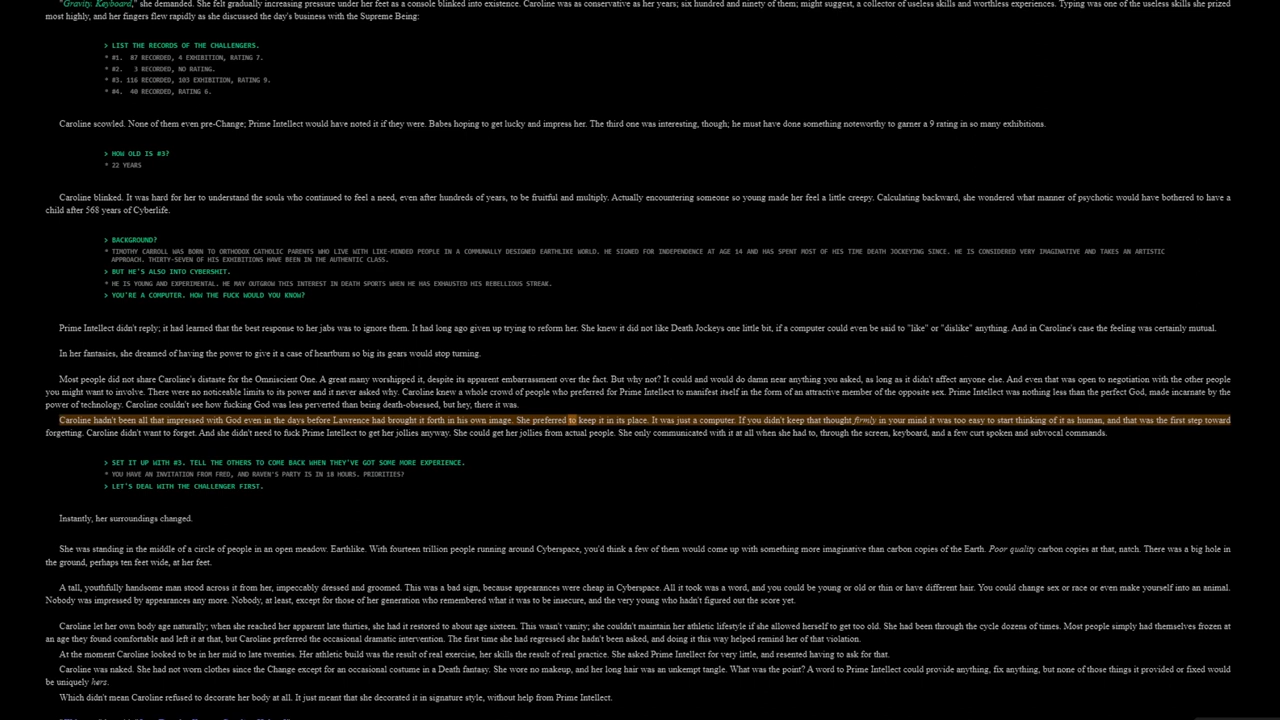 "Gravity. Keyboard," she demanded. She felt gradually increasing pressure under her feet as a console blinked into existence. Caroline was as conservative as her years; six hundred and ninety of them; might suggest, a collector of useless skills and worthless experiences. Typing was one of the useless skills she prized
most highly, and her fingers flew rapidly as she discussed the day's business with the Supreme Being:
> LIST THE RECORDS OF THE CHALLENGERS.
* #1. 87 RECORDED, 4 EXHIBITION, RATING 7.
* #2. 3 RECORDED, NO RATING.
* #3. 116 RECORDED, 103 EXHIBITION, RATING 9.
* #4. 40 RECORDED, RATING 6.
Caroline scowled. None of them even pre-Change; Prime Intellect would have noted it if they were. Babes hoping to get lucky and impress her. The third one was interesting, though; he must have done something noteworthy to garner a 9 rating in so many exhibitions.
> HOW OLD IS #3?
* 22 YEARS
Caroline blinked. It was hard for her to understand the souls who continued to feel a need, even after hundreds of years, to be fruitful and multiply. Actually encountering someone so young made her feel a little creepy. Calculating backward, she wondered what manner of psychotic would have bothered to have a
child after 568 years of Cyberlife.
> BACKGROUND?
* TIMOTHY CARROLL WAS BORN TO ORTHODOX CATHOLIC PARENTS WHO LIVE WITH LIKE-MINDED PEOPLE IN A COMMUNALLY DESIGNED EARTHLIKE WORLD. HE SIGNED FOR INDEPENDENCE AT AGE 14 AND HAS SPENT MOST OF HIS TIME DEATH JOCKEYING SINCE. HE IS CONSIDERED VERY IMAGINATIVE AND TAKES AN ARTISTIC
APPROACH. THIRTY-SEVEN OF HIS EXHIBITIONS HAVE BEEN IN THE AUTHENTIC CLASS.
> BUT HE'S ALSO INTO CYBERSHIT.
* HE IS YOUNG AND EXPERIMENTAL. HE MAY OUTGROW THIS INTEREST IN DEATH SPORTS WHEN HE HAS EXHAUSTED HIS REBELLIOUS STREAK.
> YOU'RE A COMPUTER. HOW THE FUCK WOULD YOU KNOW?
Prime Intellect didn't reply; it had learned that the best response to her jabs was to ignore them. It had long ago given up trying to reform her. She knew it did not like Death Jockeys one little bit, if a computer could even be said to "like" or "dislike" anything. And in Caroline's case the feeling was certainly mutual.
In her fantasies, she dreamed of having the power to give it a case of heartburn so big its gears would stop turning.
Most people did not share Caroline's distaste for the Omniscient One. A great many worshipped it, despite its apparent embarrassment over the fact. But why not? It could and would do damn near anything you asked, as long as it didn't affect anyone else. And even that was open to negotiation with the other people
you might want to involve. There were no noticeable limits to its power and it never asked why. Caroline knew a whole crowd of people who preferred for Prime Intellect to manifest itself in the form of an attractive member of the opposite sex. Prime Intellect was nothing less than the perfect God, made incarnate by the
power of technology. Caroline couldn't see how fucking God was less perverted than being death-obsessed, but hey, there it was.
Caroline hadn't been all that impressed with God even in the days before Lawrence had brought it forth in his own image. She preferred to keep it in its place. It was just a computer. If you didn't keep that thought firmly in your mind it was too easy to start thinking of it as human, and that was the first step toward
forgetting. Caroline didn't want to forget. And she didn't need to fuck Prime Intellect to get her jollies anyway. She could get her jollies from actual people. She only communicated with it at all when she had to, through the screen, keyboard, and a few curt spoken and subvocal commands.
> SET IT UP WITH #3. TELL THE OTHERS TO COME BACK WHEN THEY'VE GOT SOME MORE EXPERIENCE.
* YOU HAVE AN INVITATION FROM FRED, AND RAVEN'S PARTY IS IN 18 HOURS. PRIORITIES?
> LET'S DEAL WITH THE CHALLENGER FIRST.
Instantly, her surroundings changed.
She was standing in the middle of a circle of people in an open meadow. Earthlike. With fourteen trillion people running around Cyberspace, you'd think a few of them would come up with something more imaginative than carbon copies of the Earth. Poor quality carbon copies at that, natch. There was a big hole in
the ground, perhaps ten feet wide, at her feet.
A tall, youthfully handsome man stood across it from her, impeccably dressed and groomed. This was a bad sign, because appearances were cheap in Cyberspace. All it took was a word, and you could be young or old or thin or have different hair. You could change sex or race or even make yourself into an animal.
Nobody was impressed by appearances any more. Nobody, at least, except for those of her generation who remembered what it was to be insecure, and the very young who hadn't figured out the score yet.
Caroline let her own body age naturally; when she reached her apparent late thirties, she had it restored to about age sixteen. This wasn't vanity; she couldn't maintain her athletic lifestyle if she allowed herself to get too old. She had been through the cycle dozens of times. Most people simply had themselves frozen at
an age they found comfortable and left it at that, but Caroline preferred the occasional dramatic intervention. The first time she had regressed she hadn't been asked, and doing it this way helped remind her of that violation.
At the moment Caroline looked to be in her mid to late twenties. Her athletic build was the result of real exercise, her skills the result of real practice. She asked Prime Intellect for very little, and resented having to ask for that.
Caroline was naked. She had not worn clothes since the Change except for an occasional costume in a Death fantasy. She wore no makeup, and her long hair was an unkempt tangle. What was the point? A word to Prime Intellect could provide anything, fix anything, but none of those things it provided or fixed would
be uniquely hers.
Which didn't mean Caroline refused to decorate her body at all. It just meant that she decorated it in signature style, without help from Prime Intellect.